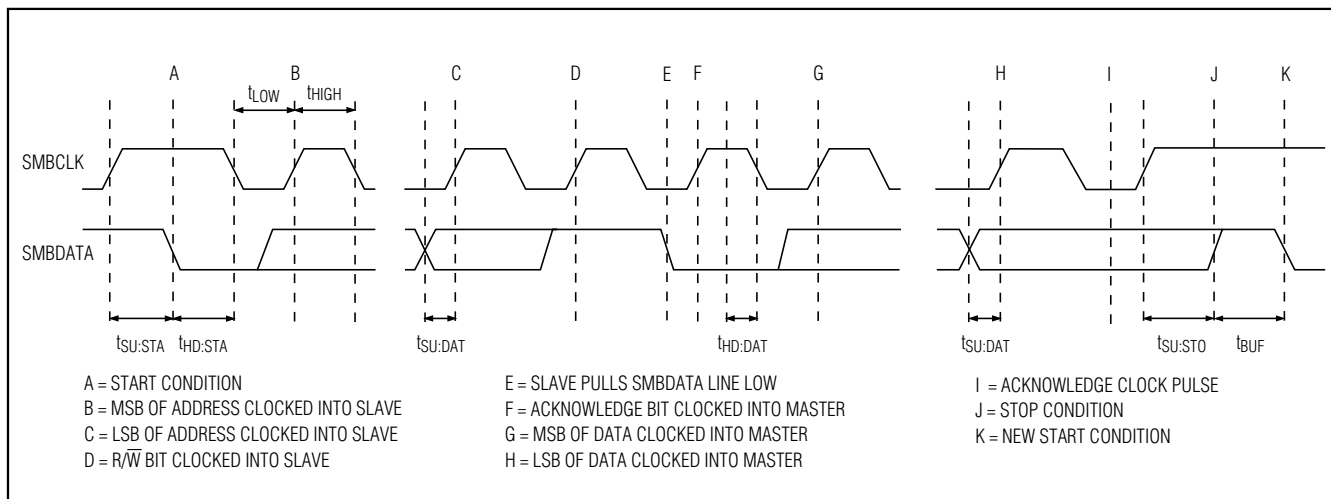 A B C D E F G H I J K
tLOW tHIGH
SMBCLK
SMBDATA
tSU:STA tHD:STA tSU:DAT tHD:DAT tSU:DAT tSU:STO tBUF
A = START CONDITION
B = MSB OF ADDRESS CLOCKED INTO SLAVE
C = LSB OF ADDRESS CLOCKED INTO SLAVE
D = R/W̅ BIT CLOCKED INTO SLAVE
E = SLAVE PULLS SMBDATA LINE LOW
F = ACKNOWLEDGE BIT CLOCKED INTO MASTER
G = MSB OF DATA CLOCKED INTO MASTER
H = LSB OF DATA CLOCKED INTO MASTER
I = ACKNOWLEDGE CLOCK PULSE
J = STOP CONDITION
K = NEW START CONDITION